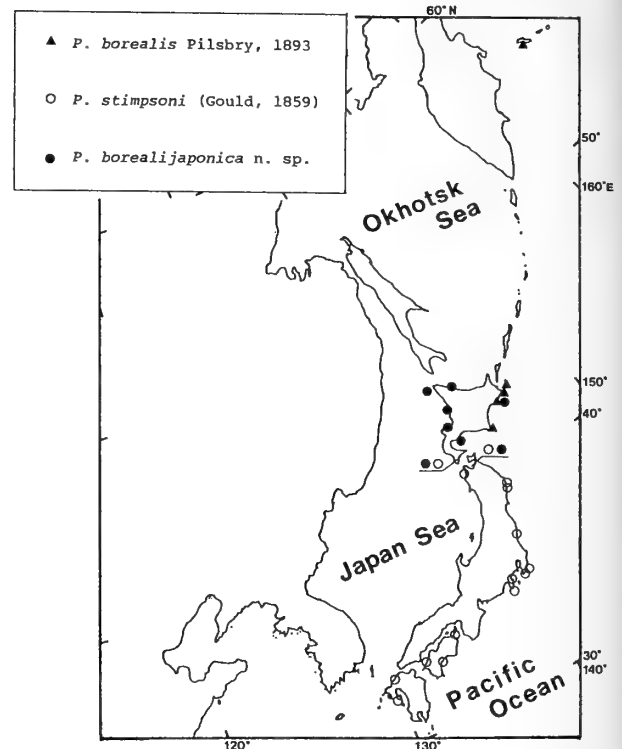 60°N
▲ P. borealis Pilsbry, 1893
○ P. stimpsoni (Gould, 1859)
● P. borealijaponica n. sp.
50°
160°E
Okhotsk
Sea
150°
40°
Japan Sea
30°
140°
Pacific
Ocean
120°
130°